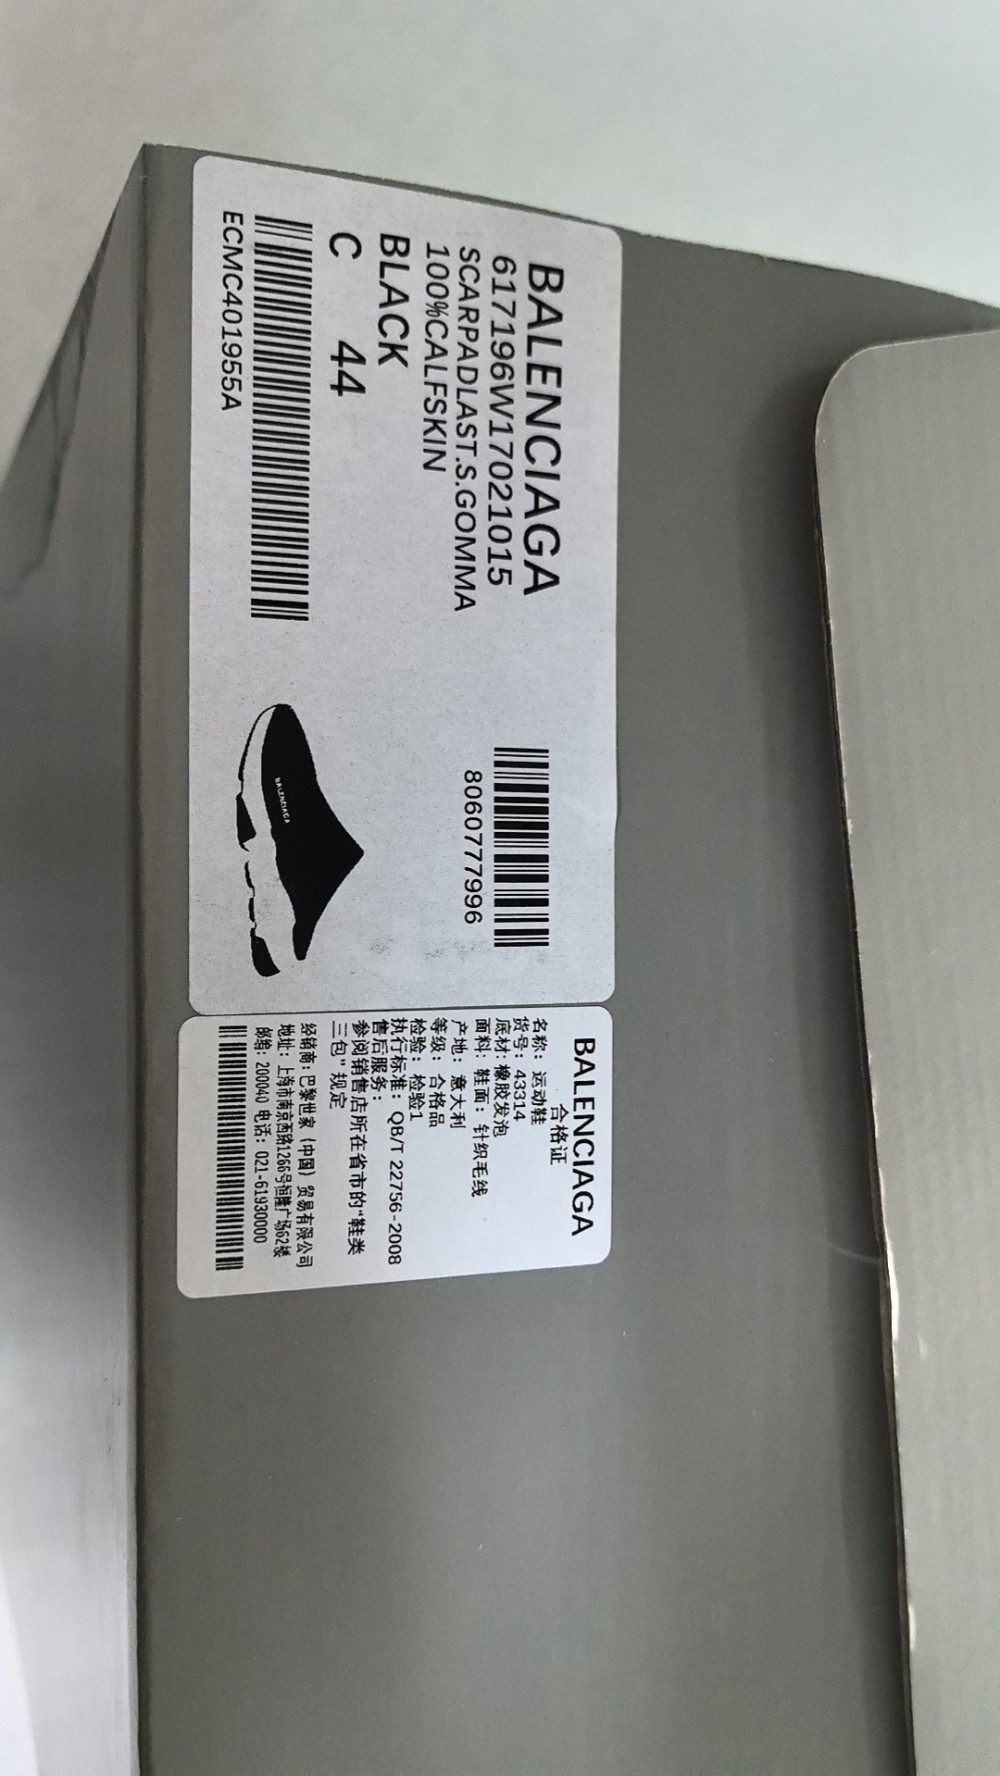 BALENCIAGA
617196W17021015
SCARPADLAST.S.GOMMA
100%CALFSKIN
BLACK
C 44
ECMC401955A
8060777996
BALENCIAGA
BALENCIAGA
合格证
名称：运动鞋
货号：43314
底材：橡胶发泡
面料：鞋面：针织毛线
产地：意大利
等级：合格品
检验：检验1
执行标准：QB/T 22756-2008
售后服务：
参阅销售店所在省市的“鞋类
三包”规定
经销商：巴黎世家（中国）贸易有限公司
地址：上海市南京西路1266号恒隆广场62楼
邮编：200040 电话：021-61930000